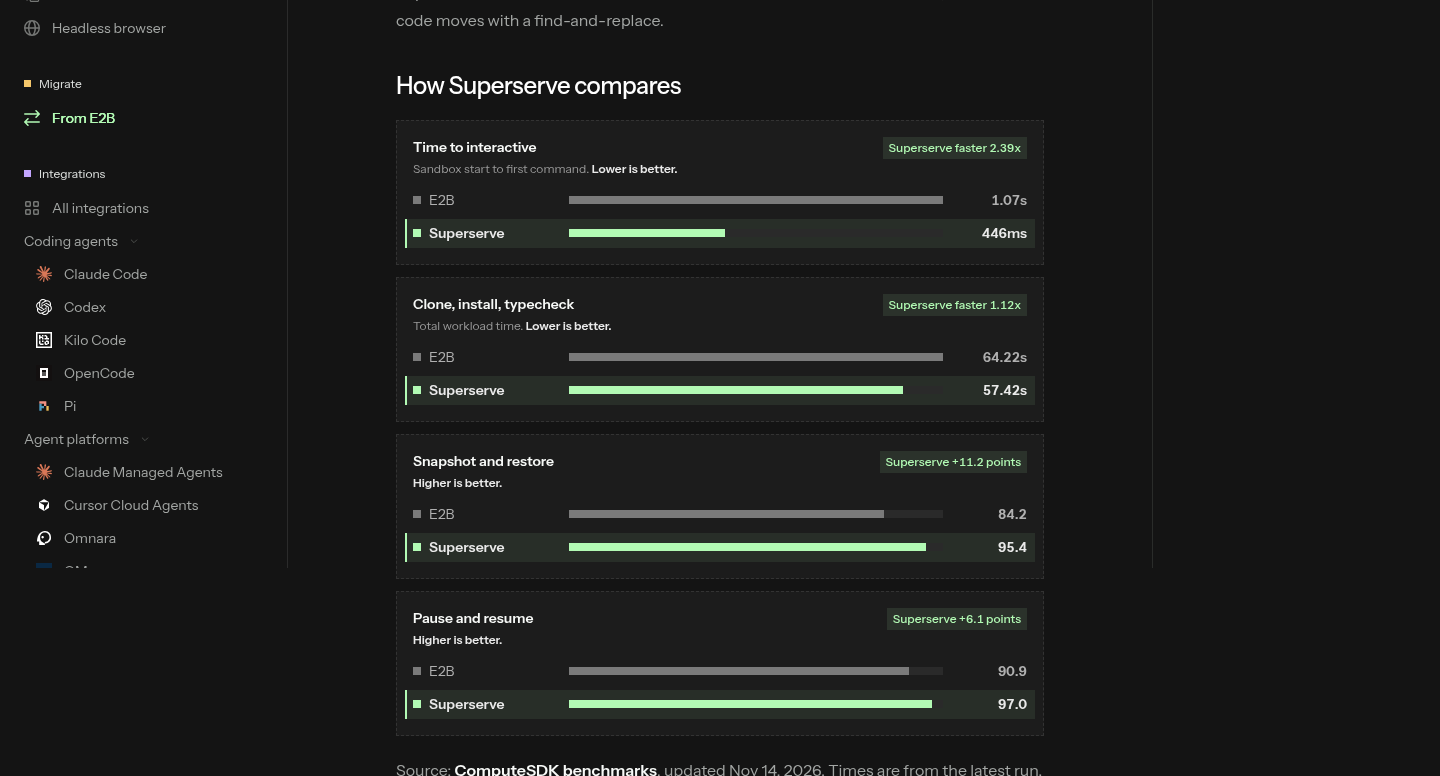 Headless browser
Migrate
From E2B
Integrations
All integrations
Coding agents
Claude Code
Codex
Kilo Code
OpenCode
Pi
Agent platforms
Claude Managed Agents
Cursor Cloud Agents
Omnara
code moves with a find-and-replace.
How Superserve compares
Time to interactive
Superserve faster 2.39x
Sandbox start to first command. Lower is better.
E2B 1.07s
Superserve 446ms
Clone, install, typecheck
Superserve faster 1.12x
Total workload time. Lower is better.
E2B 64.22s
Superserve 57.42s
Snapshot and restore
Superserve +11.2 points
Higher is better.
E2B 84.2
Superserve 95.4
Pause and resume
Superserve +6.1 points
Higher is better.
E2B 90.9
Superserve 97.0
Source: ComputeSDK benchmarks, updated Nov 14, 2026. Times are from the latest run.